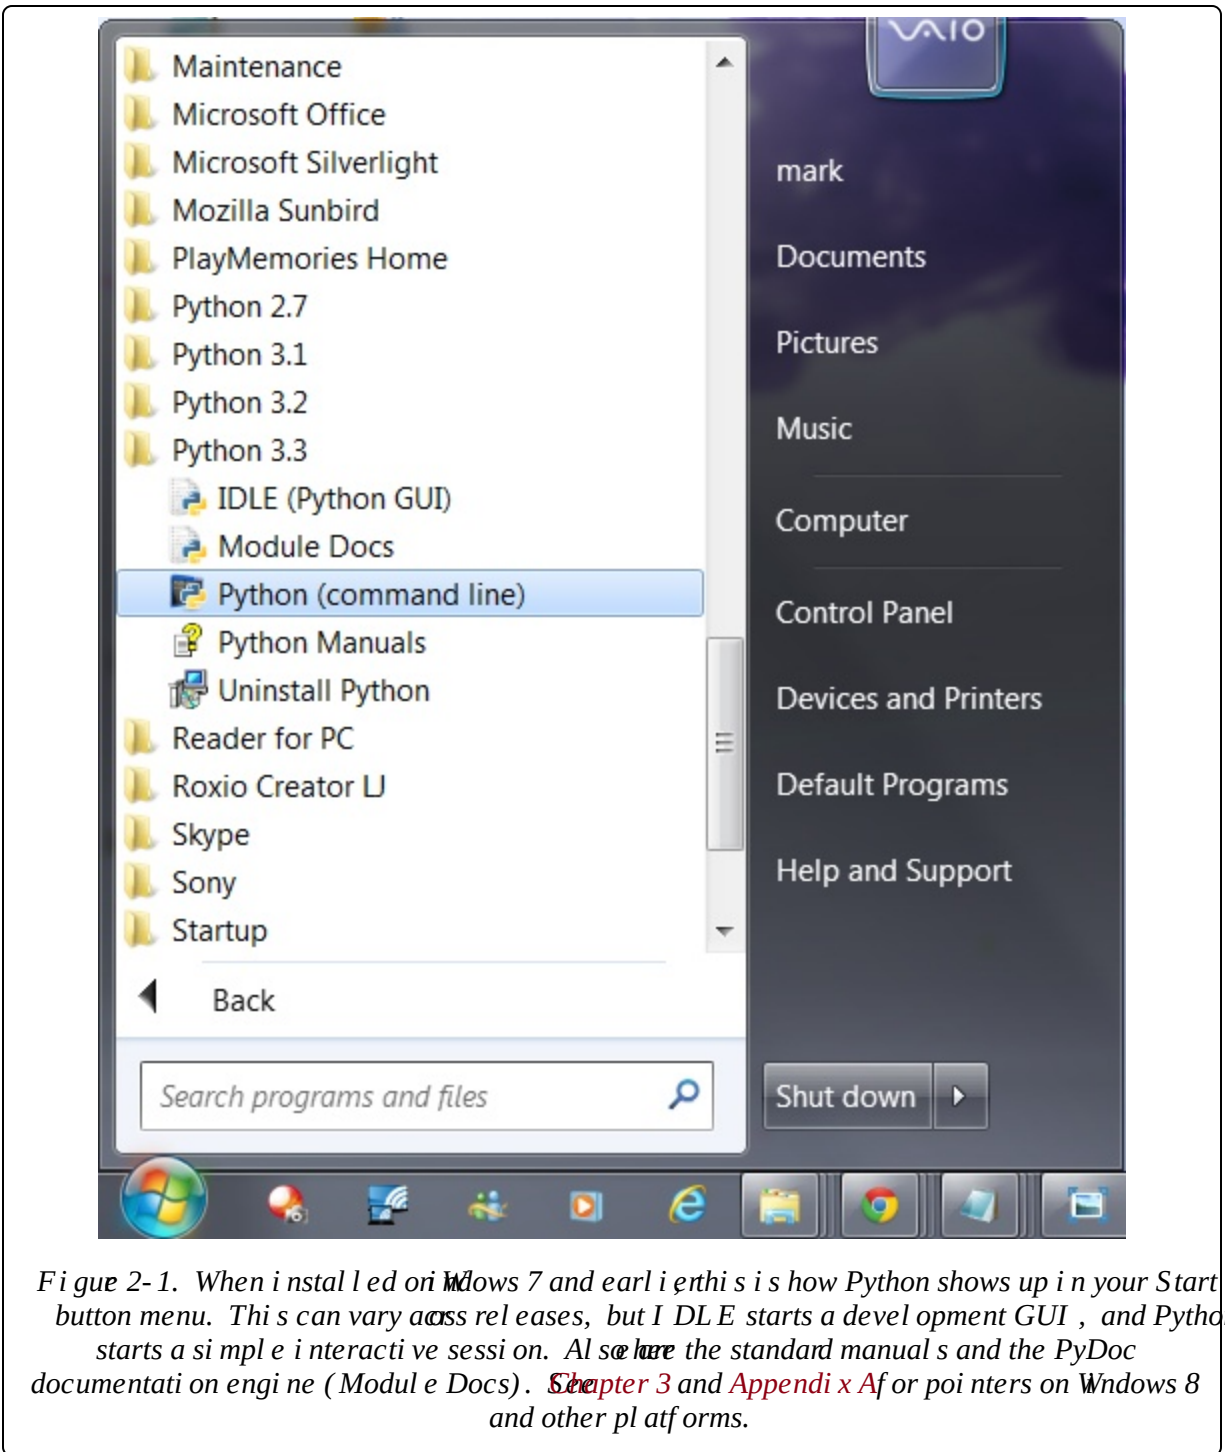 VAIO
Maintenance
Microsoft Office
Microsoft Silverlight
Mozilla Sunbird
PlayMemories Home
Python 2.7
Python 3.1
Python 3.2
Python 3.3
IDLE (Python GUI)
Module Docs
Python (command line)
Python Manuals
Uninstall Python
Reader for PC
Roxio Creator LJ
Skype
Sony
Startup
Back
Search programs and files
mark
Documents
Pictures
Music
Computer
Control Panel
Devices and Printers
Default Programs
Help and Support
Shut down
Figure 2-1. When installed on Windows 7 and earlier, this is how Python shows up in your Start
button menu. This can vary across releases, but IDLE starts a development GUI, and Pytho
starts a simple interactive session. Also here are the standard manuals and the PyDoc
documentation engine (Module Docs). See Chapter 3 and Appendix A for pointers on Windows 8
and other platforms.